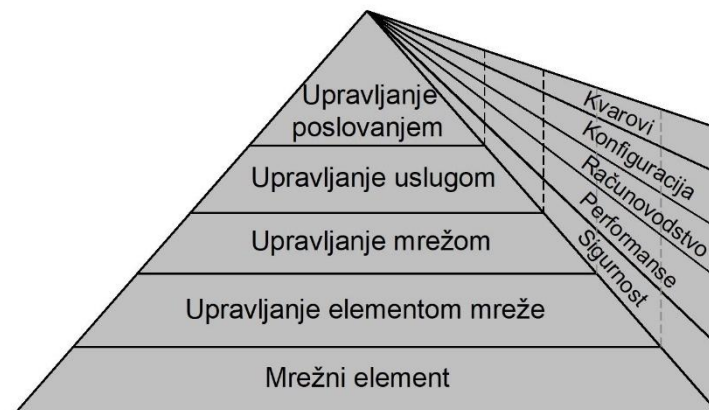 Upravljanje
poslovanjem
Upravljanje uslugom
Upravljanje mrežom
Upravljanje elementom mreže
Mrežni element
Kvarovi
Konfiguracija
Računovodstvo
Performanse
Sigurnost